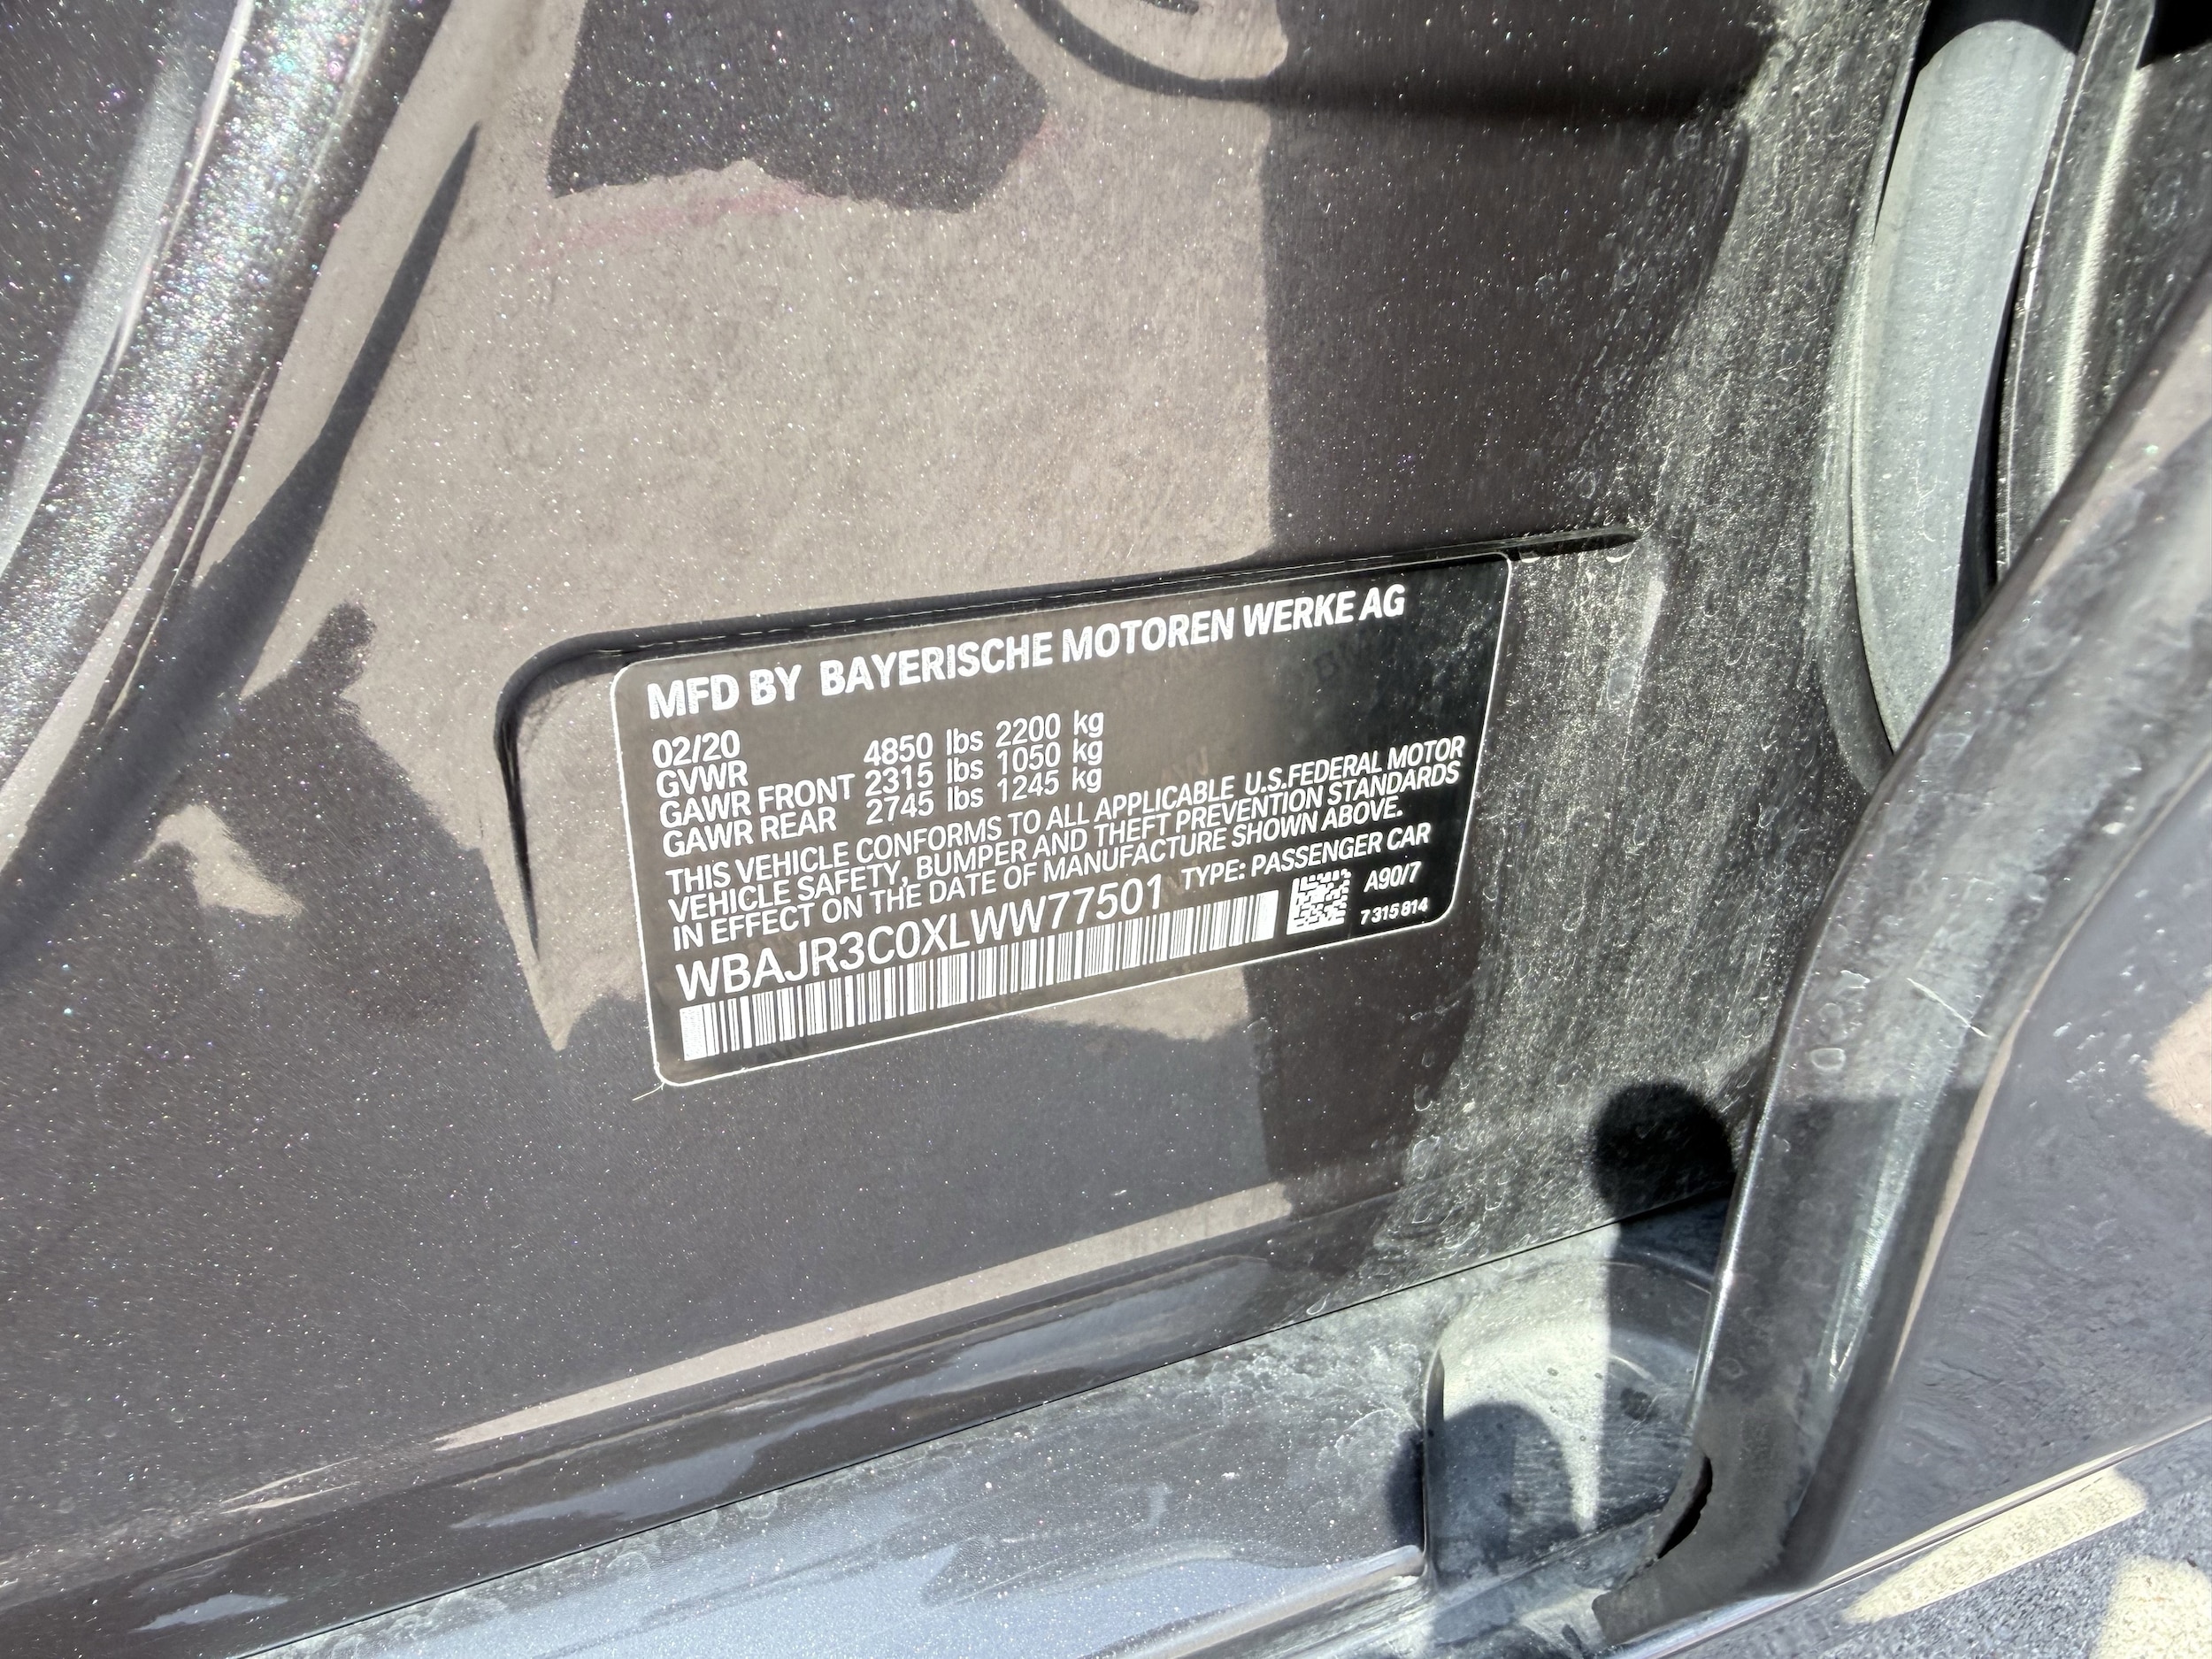 MFD BY BAYERISCHE MOTOREN WERKE AG
02/20
GVWR 4850 lbs 2200 kg
GAWR FRONT 2315 lbs 1050 kg
GAWR REAR 2745 lbs 1245 kg
THIS VEHICLE CONFORMS TO ALL APPLICABLE U.S.FEDERAL MOTOR
VEHICLE SAFETY, BUMPER AND THEFT PREVENTION STANDARDS
IN EFFECT ON THE DATE OF MANUFACTURE SHOWN ABOVE.
WBAJR3C0XLWW77501 TYPE: PASSENGER CAR
A90/7
7 315 814